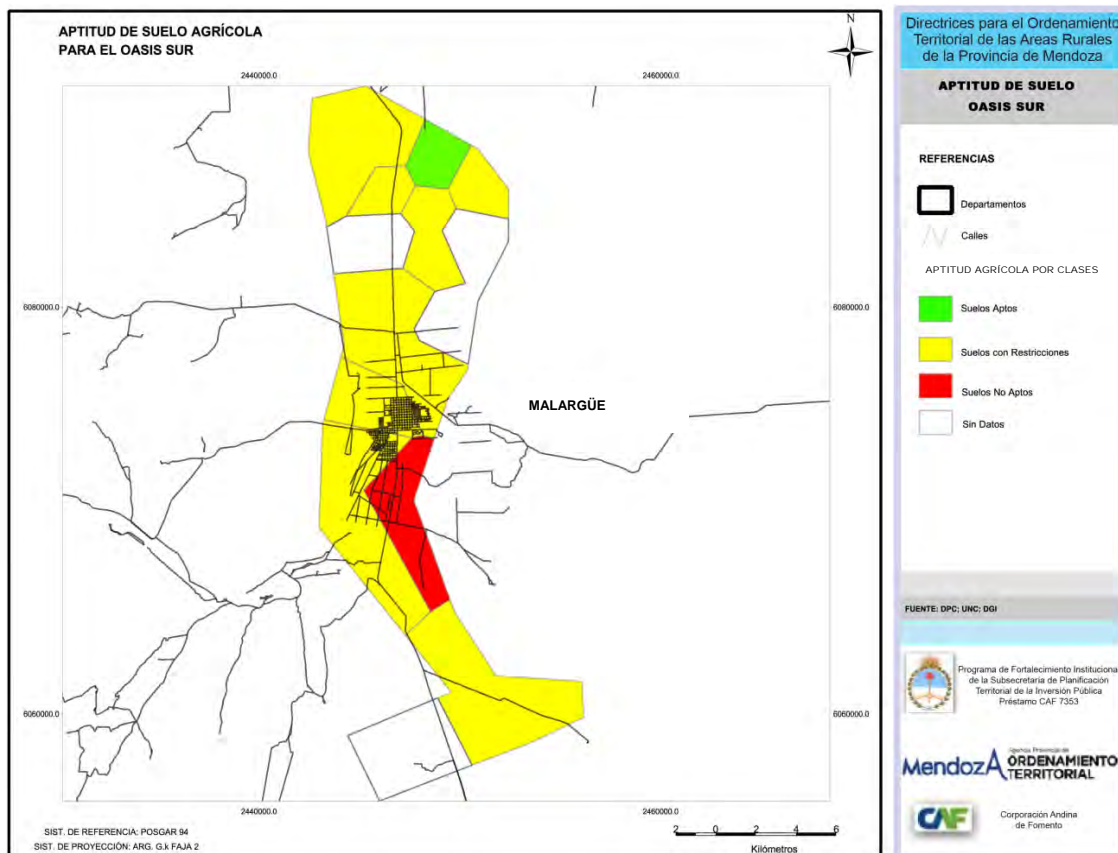 APTITUD DE SUELO AGRÍCOLA
PARA EL OASIS SUR
N
2440000.0
2460000.0
6080000.0
6080000.0
MALARGÜE
6060000.0
6060000.0
2440000.0
2460000.0
SIST. DE REFERENCIA: POSGAR 94
SIST. DE PROYECCIÓN: ARG. G.k FAJA 2
2 0 2 4 6
Kilómetros
Directrices para el Ordenamiento
Territorial de las Areas Rurales
de la Provincia de Mendoza
APTITUD DE SUELO
OASIS SUR
REFERENCIAS
Departamentos
Calles
APTITUD AGRÍCOLA POR CLASES
Suelos Aptos
Suelos con Restricciones
Suelos No Aptos
Sin Datos
FUENTE: DPC; UNC; DGI
Programa de Fortalecimiento Instituciona
de la Subsecretaria de Planificación
Territorial de la Inversión Pública
Préstamo CAF 7353
MendozA
Agencia Provincial de
ORDENAMIENTO
TERRITORIAL
CAF
Corporación Andina
de Fomento